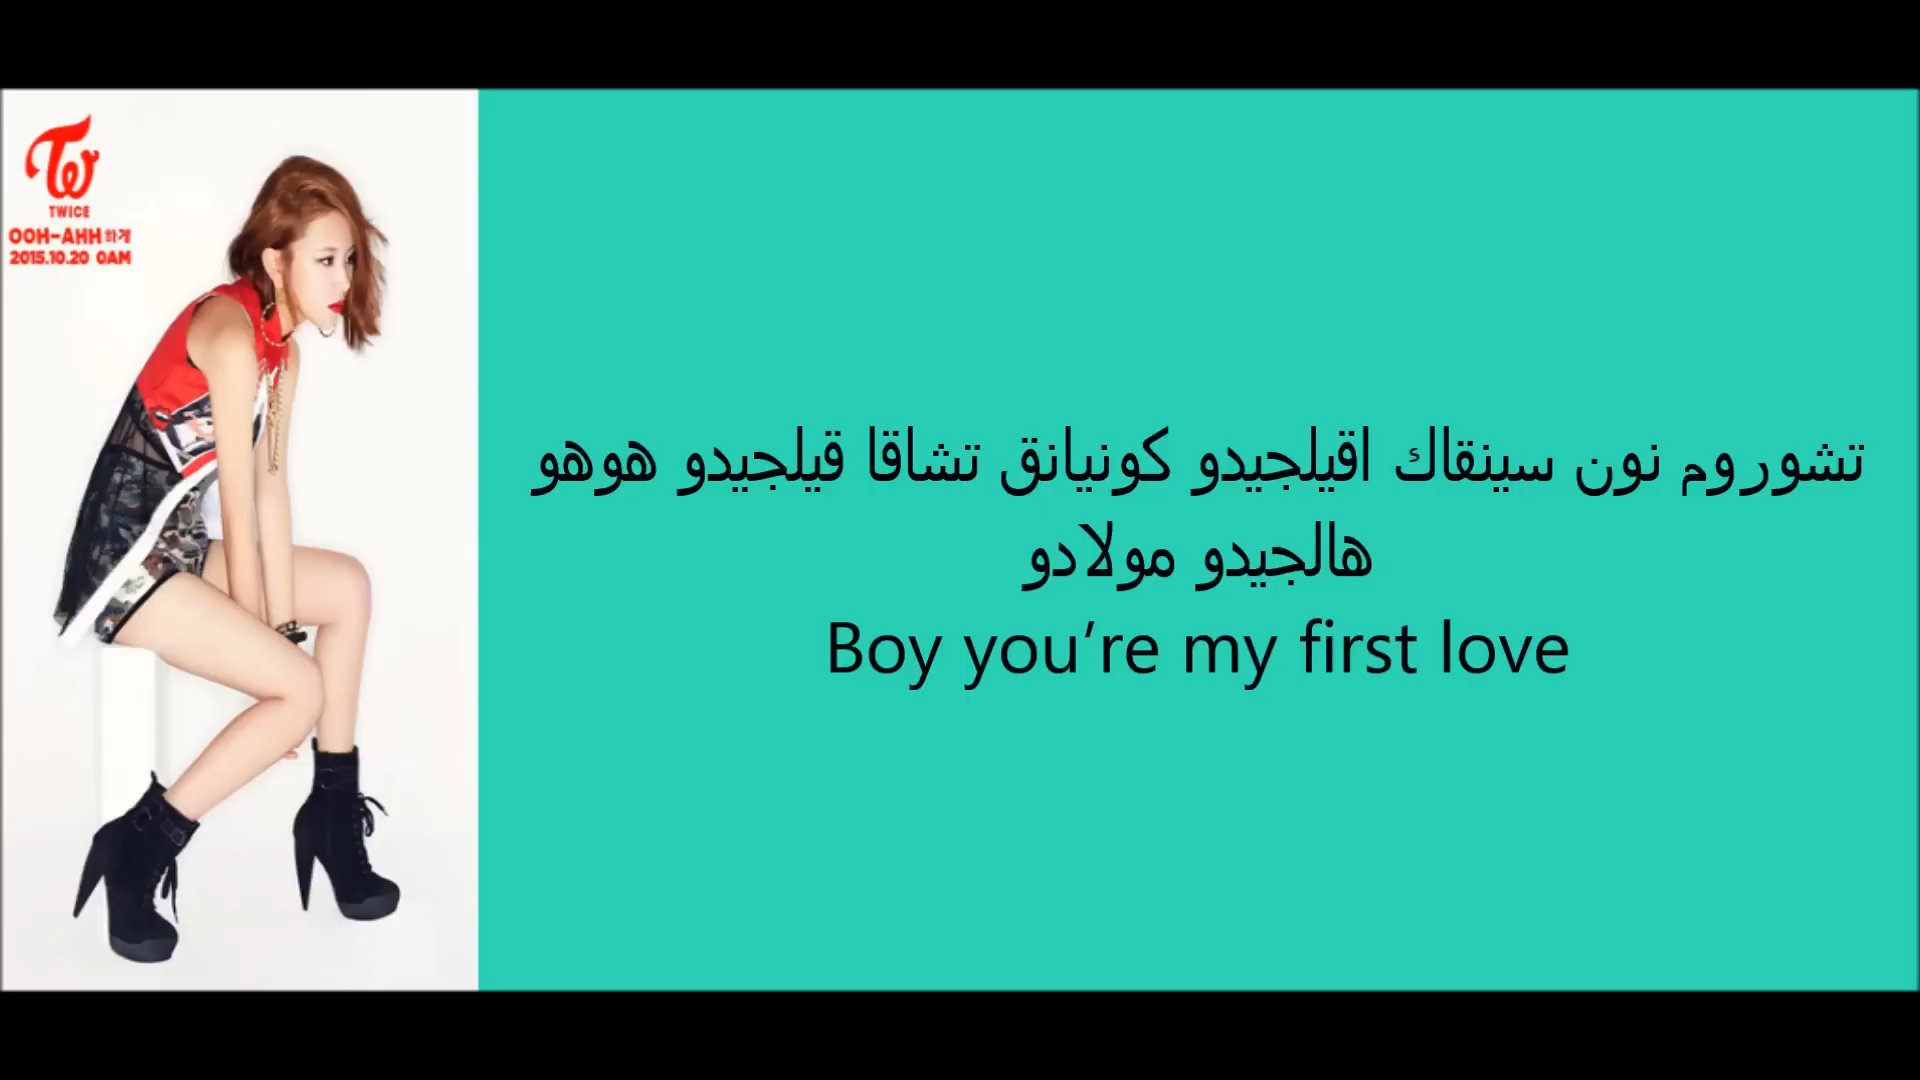 TWICE
OOH-AHH하게
2015.10.20 0AM
تشوروم نون سينقاك اقيلجيدو كونيانق تشاقا قيلجيدو هوهو
هالجيدو مولادو
Boy you’re my first love